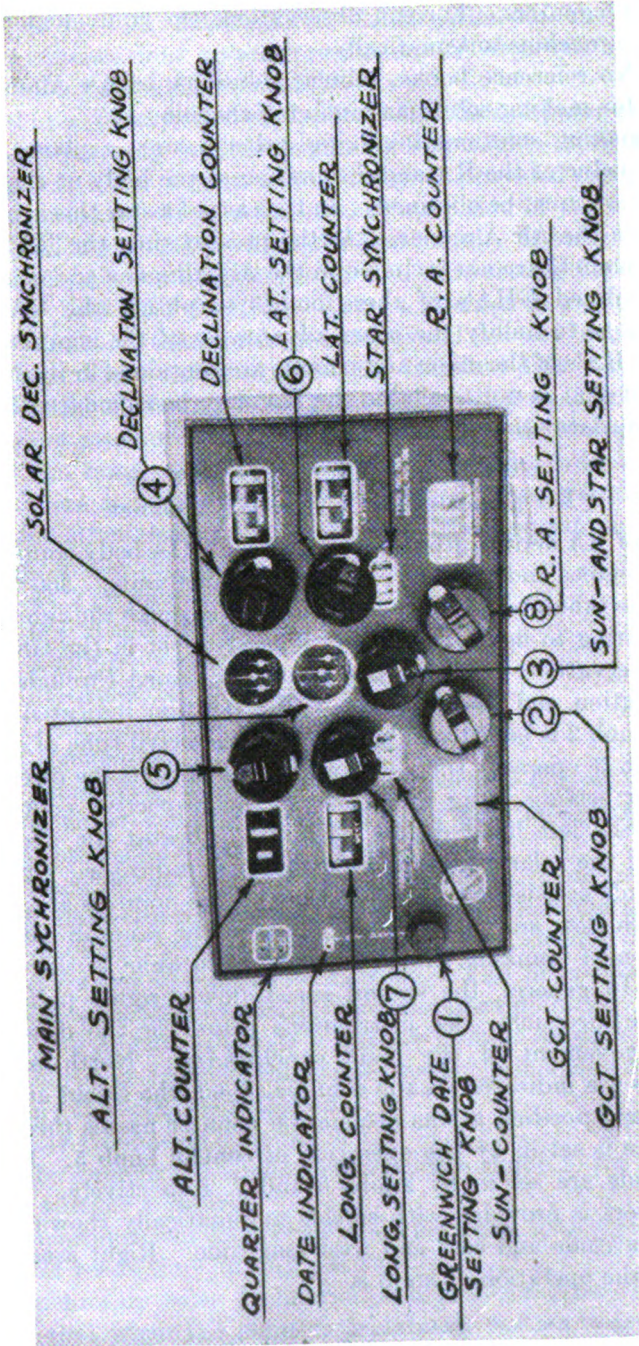 MAIN SYCHRONIZER
ALT. SETTING KNOB
5
ALT. COUNTER
QUARTER INDICATOR
DATE INDICATOR
LONG. COUNTER
LONG. SETTING KNOB 7
GREENWICH DATE 1
SETTING KNOB
SUN-COUNTER
GCT COUNTER
GCT SETTING KNOB
2
SOLAR DEC. SYNCHRONIZER
DECLINATION SETTING KNOB
4
DECLINATION COUNTER
LAT. SETTING KNOB
6
LAT. COUNTER
STAR SYNCHRONIZER
R.A. COUNTER
8 R.A. SETTING KNOB
3
SUN-AND STAR SETTING KNOB